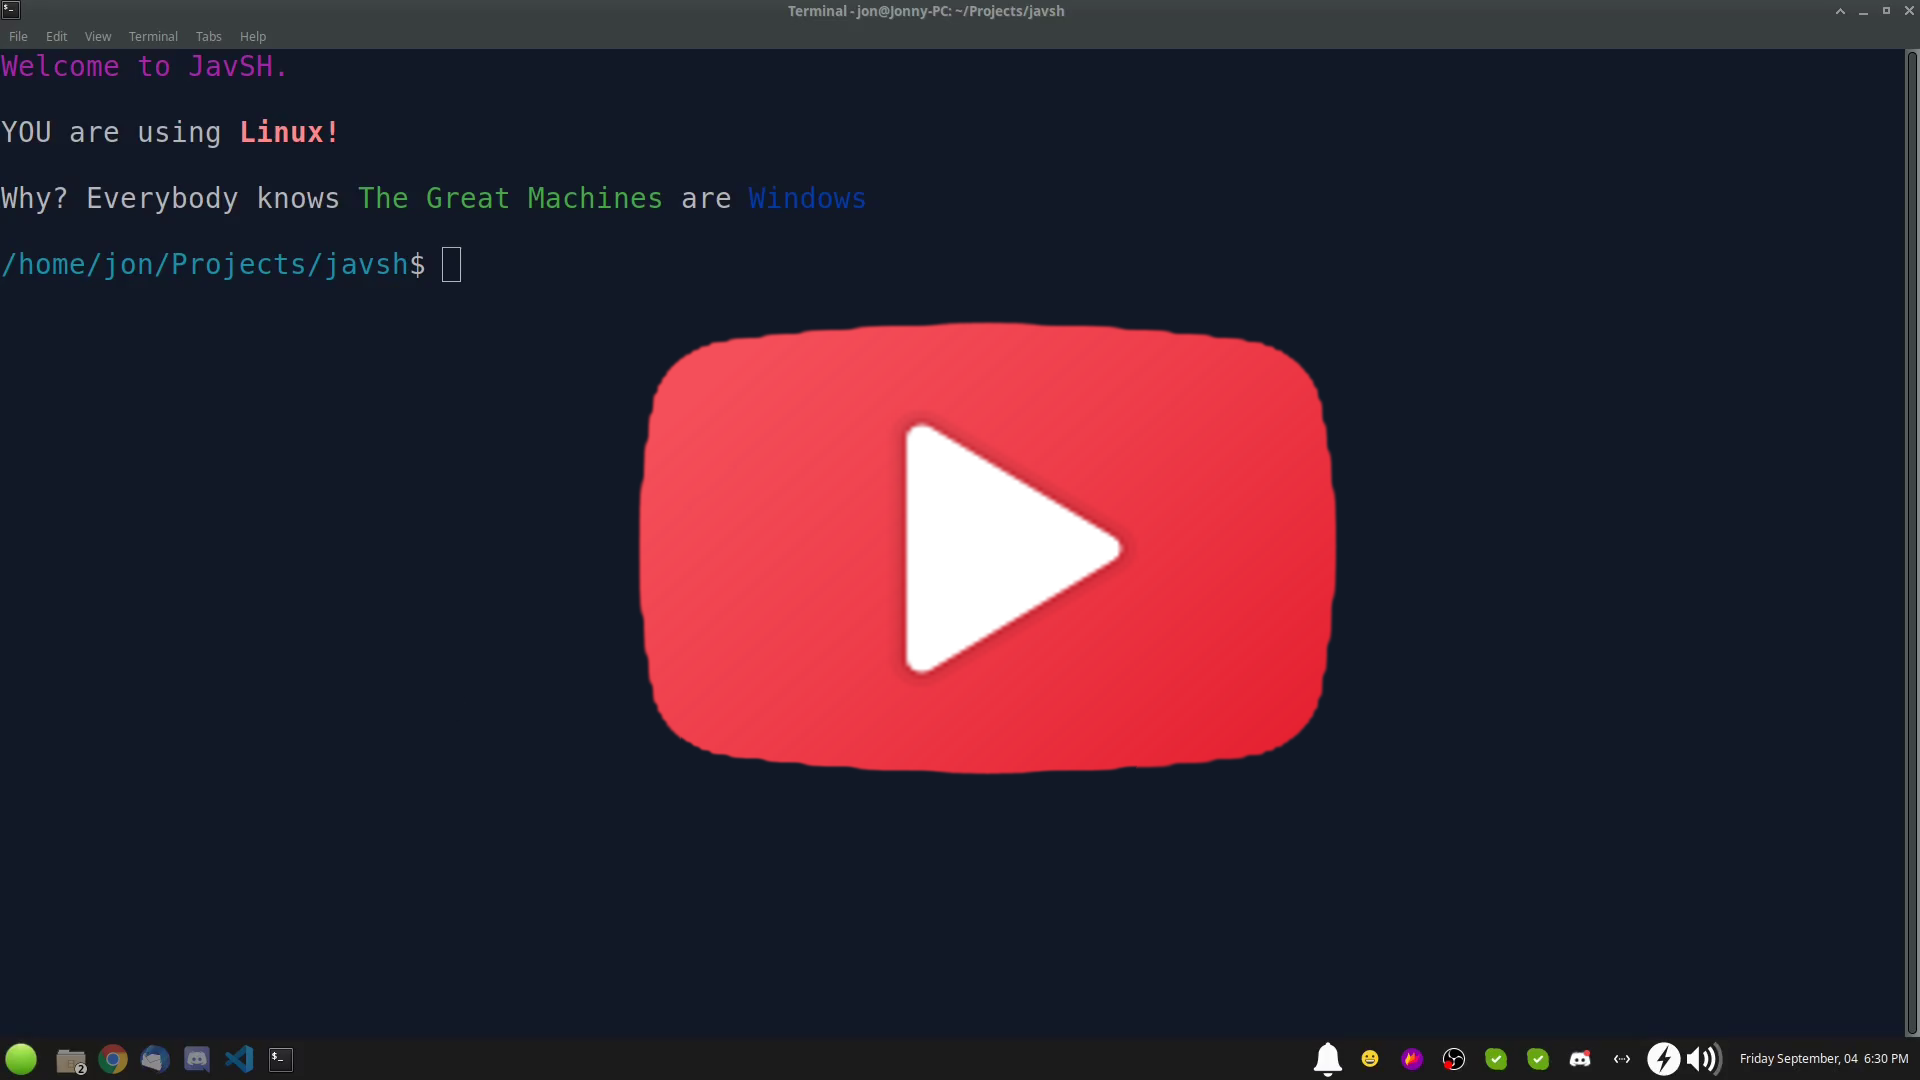 Terminal - jon@Jonny-PC: ~/Projects/javsh
File Edit View Terminal Tabs Help
Welcome to JavSH.
YOU are using Linux!
Why? Everybody knows The Great Machines are Windows
/home/jon/Projects/javsh$
2
Friday September, 04 6:30 PM